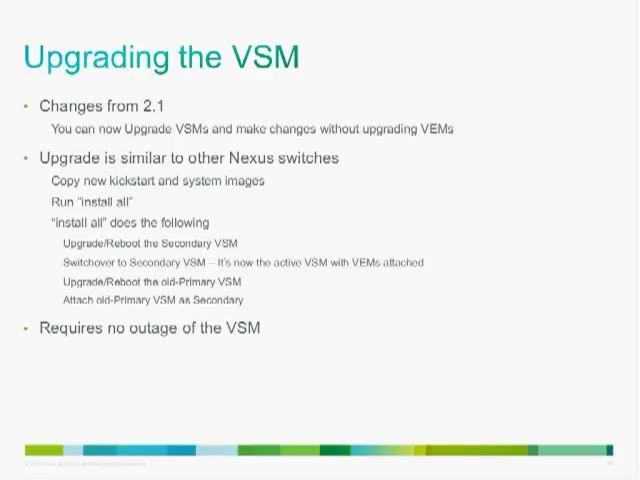 Upgrading the VSM
• Changes from 2.1
You can now Upgrade VSMs and make changes without upgrading VEMs
• Upgrade is similar to other Nexus switches
Copy new kickstart and system images
Run "install all"
"install all" does the following
Upgrade/Reboot the Secondary VSM
Switchover to Secondary VSM – It's now the active VSM with VEMs attached
Upgrade/Reboot the old-Primary VSM
Attach old-Primary VSM as Secondary
• Requires no outage of the VSM